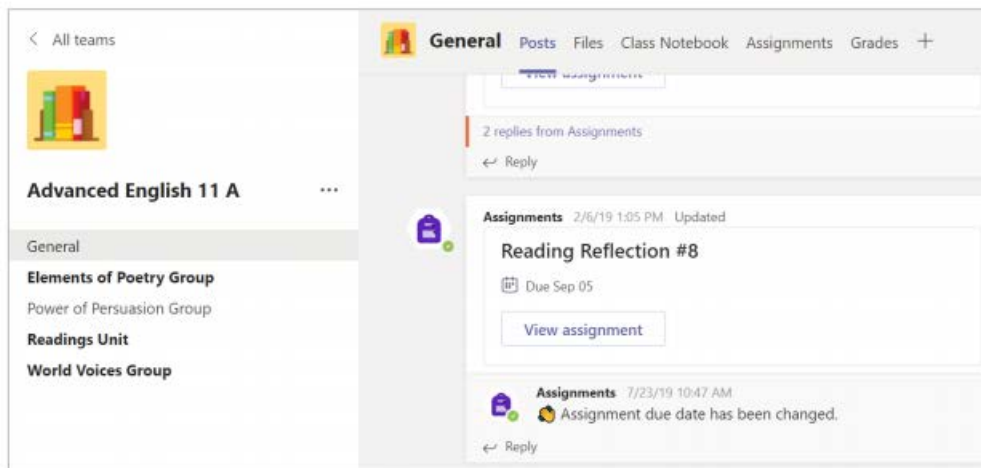 All teams
Advanced English 11 A
General
Elements of Poetry Group
Power of Persuasion Group
Readings Unit
World Voices Group
General Posts Files Class Notebook Assignments Grades
View assignment
2 replies from Assignments
Reply
Assignments 2/6/19 1:05 PM Updated
Reading Reflection #8
Due Sep 05
View assignment
Assignments 7/23/19 10:47 AM
Assignment due date has been changed.
Reply